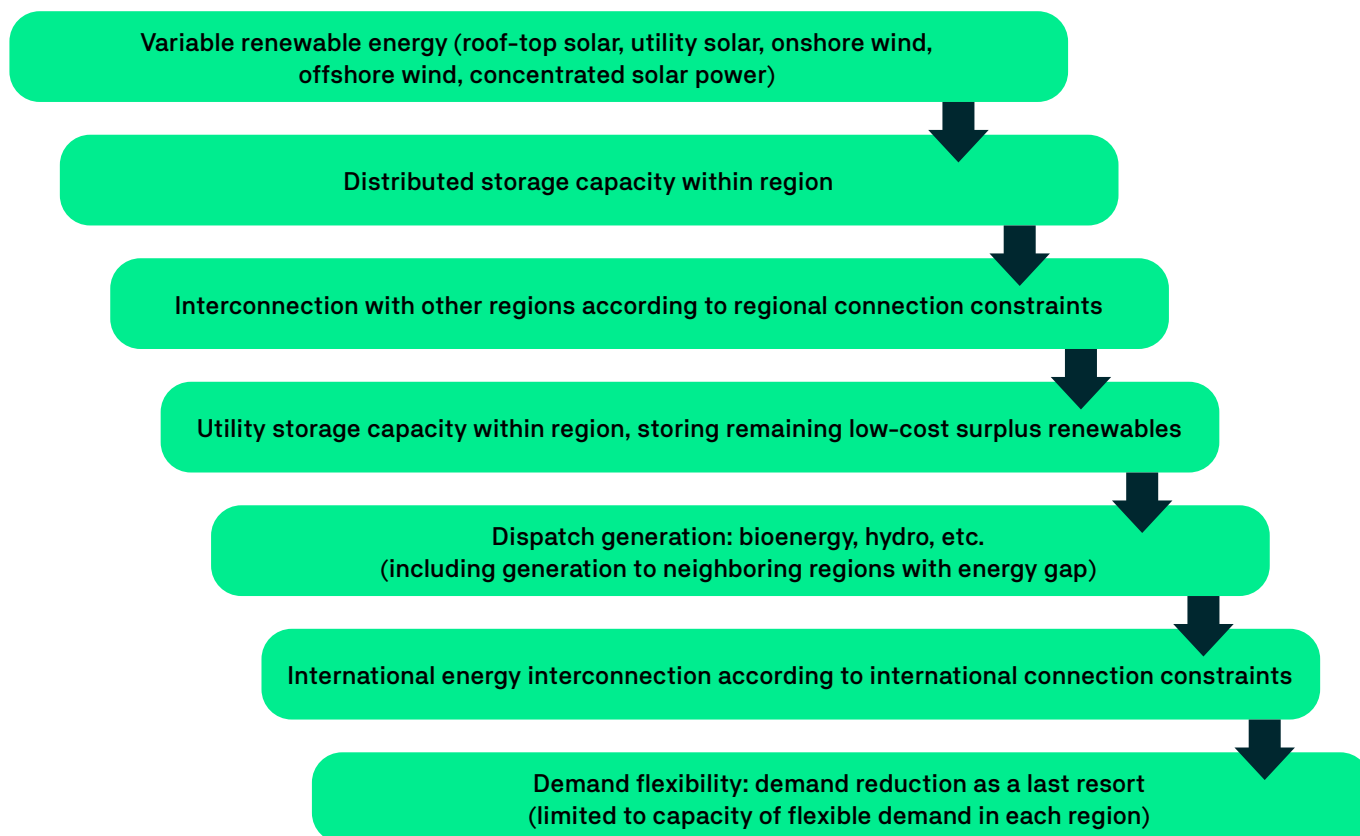 Variable renewable energy (roof-top solar, utility solar, onshore wind,
offshore wind, concentrated solar power)
Distributed storage capacity within region
Interconnection with other regions according to regional connection constraints
Utility storage capacity within region, storing remaining low-cost surplus renewables
Dispatch generation: bioenergy, hydro, etc.
(including generation to neighboring regions with energy gap)
International energy interconnection according to international connection constraints
Demand flexibility: demand reduction as a last resort
(limited to capacity of flexible demand in each region)